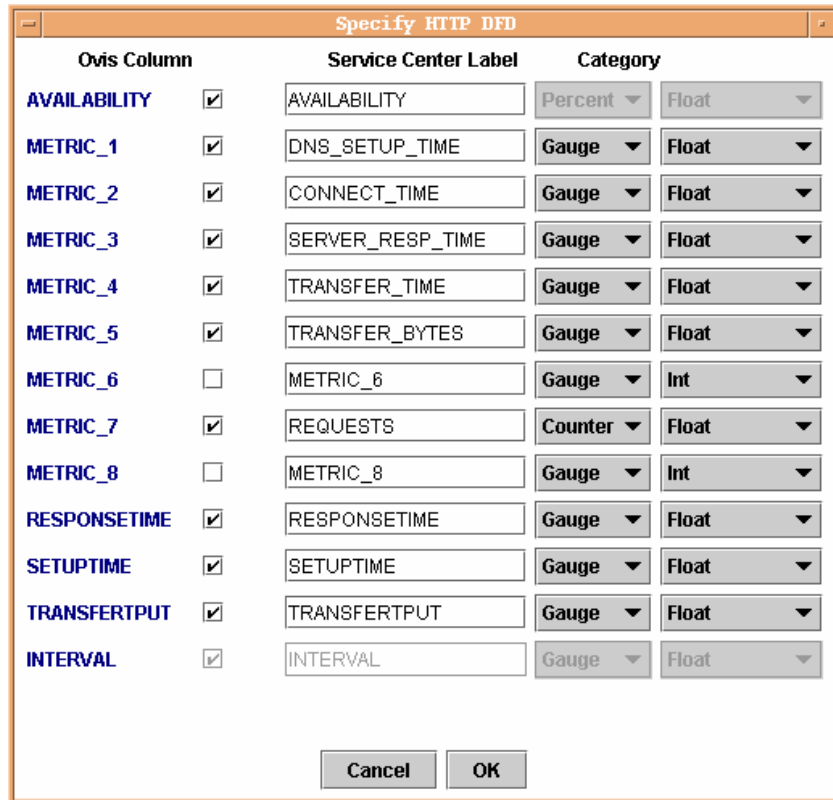 Specify HTTP DFD
Ovis Column Service Center Label Category
AVAILABILITY AVAILABILITY Percent Float
METRIC_1 DNS_SETUP_TIME Gauge Float
METRIC_2 CONNECT_TIME Gauge Float
METRIC_3 SERVER_RESP_TIME Gauge Float
METRIC_4 TRANSFER_TIME Gauge Float
METRIC_5 TRANSFER_BYTES Gauge Float
METRIC_6 METRIC_6 Gauge Int
METRIC_7 REQUESTS Counter Float
METRIC_8 METRIC_8 Gauge Int
RESPONSETIME RESPONSETIME Gauge Float
SETUPTIME SETUPTIME Gauge Float
TRANSFERTPUT TRANSFERTPUT Gauge Float
INTERVAL INTERVAL Gauge Float
Cancel OK